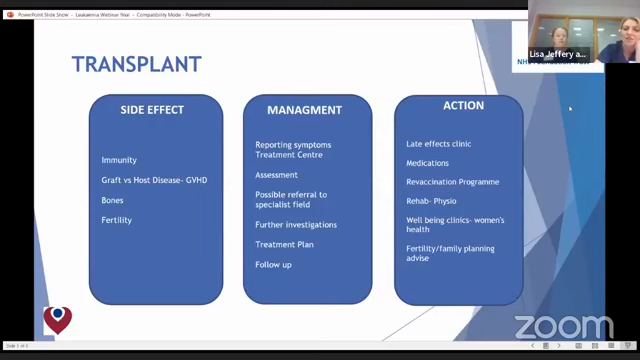 PowerPoint Slide Show - Leukaemia Webinar final - Compatibility Mode - PowerPoint
Lisa Jeffery a...
TRANSPLANT
SIDE EFFECT
Immunity
Graft vs Host Disease- GVHD
Bones
Fertility
MANAGMENT
Reporting symptoms
Treatment Centre
Assessment
Possible referral to
specialist field
Further investigations
Treatment Plan
Follow up
ACTION
Late effects clinic
Medications
Revaccination Programme
Rehab- Physio
Well being clinics- women's
health
Fertility/family planning
advise
zoom